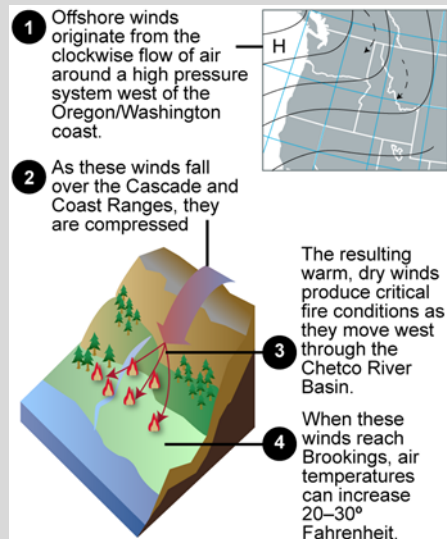 1 Offshore winds
originate from the
clockwise flow of air
around a high pressure
system west of the
Oregon/Washington
coast.
H
2 As these winds fall
over the Cascade and
Coast Ranges, they
are compressed
The resulting
warm, dry winds
produce critical
fire conditions as
they move west
3 through the
Chetco River
Basin.
4 When these
winds reach
Brookings, air
temperatures
can increase
20–30º
Fahrenheit.